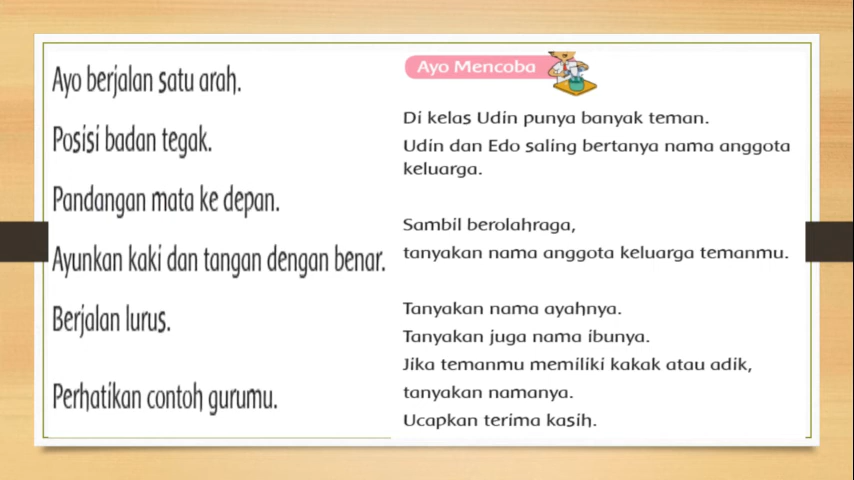 Ayo berjalan satu arah.
Posisi badan tegak.
Pandangan mata ke depan.
Ayunkan kaki dan tangan dengan benar.
Berjalan lurus.
Perhatikan contoh gurumu.
Ayo Mencoba
Di kelas Udin punya banyak teman.
Udin dan Edo saling bertanya nama anggota
keluarga.
Sambil berolahraga,
tanyakan nama anggota keluarga temanmu.
Tanyakan nama ayahnya.
Tanyakan juga nama ibunya.
Jika temanmu memiliki kakak atau adik,
tanyakan namanya.
Ucapkan terima kasih.